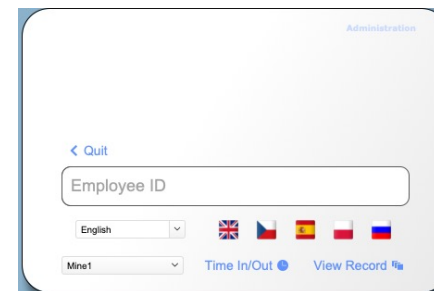 Administration
Quit
Employee ID
English
Mine1
Time In/Out
View Record